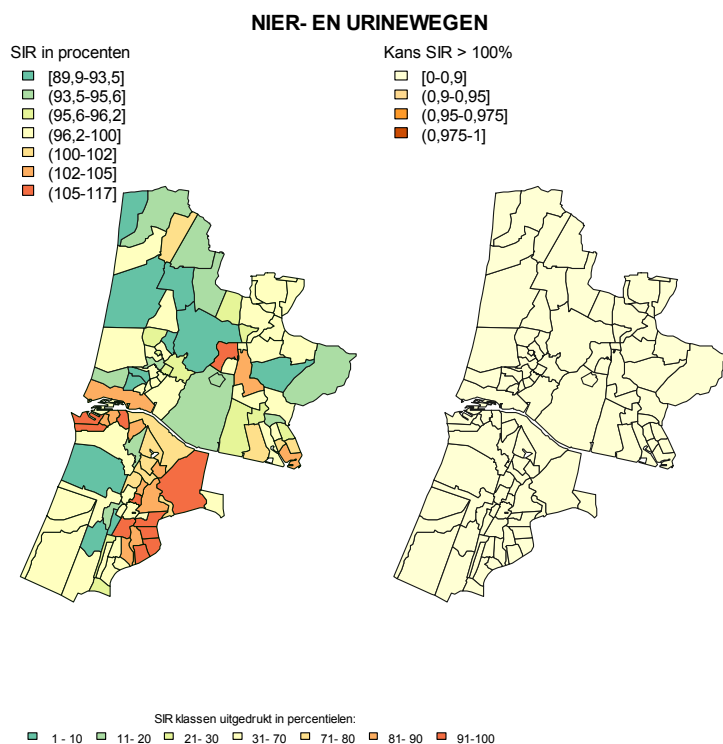 NIER- EN URINEWEGEN
SIR in procenten
[89,9-93,5]
(93,5-95,6]
(95,6-96,2]
(96,2-100]
(100-102]
(102-105]
(105-117]
Kans SIR > 100%
[0-0,9]
(0,9-0,95]
(0,95-0,975]
(0,975-1]
SIR klassen uitgedrukt in percentielen:
1 - 10 11- 20 21- 30 31- 70 71- 80 81- 90 91-100